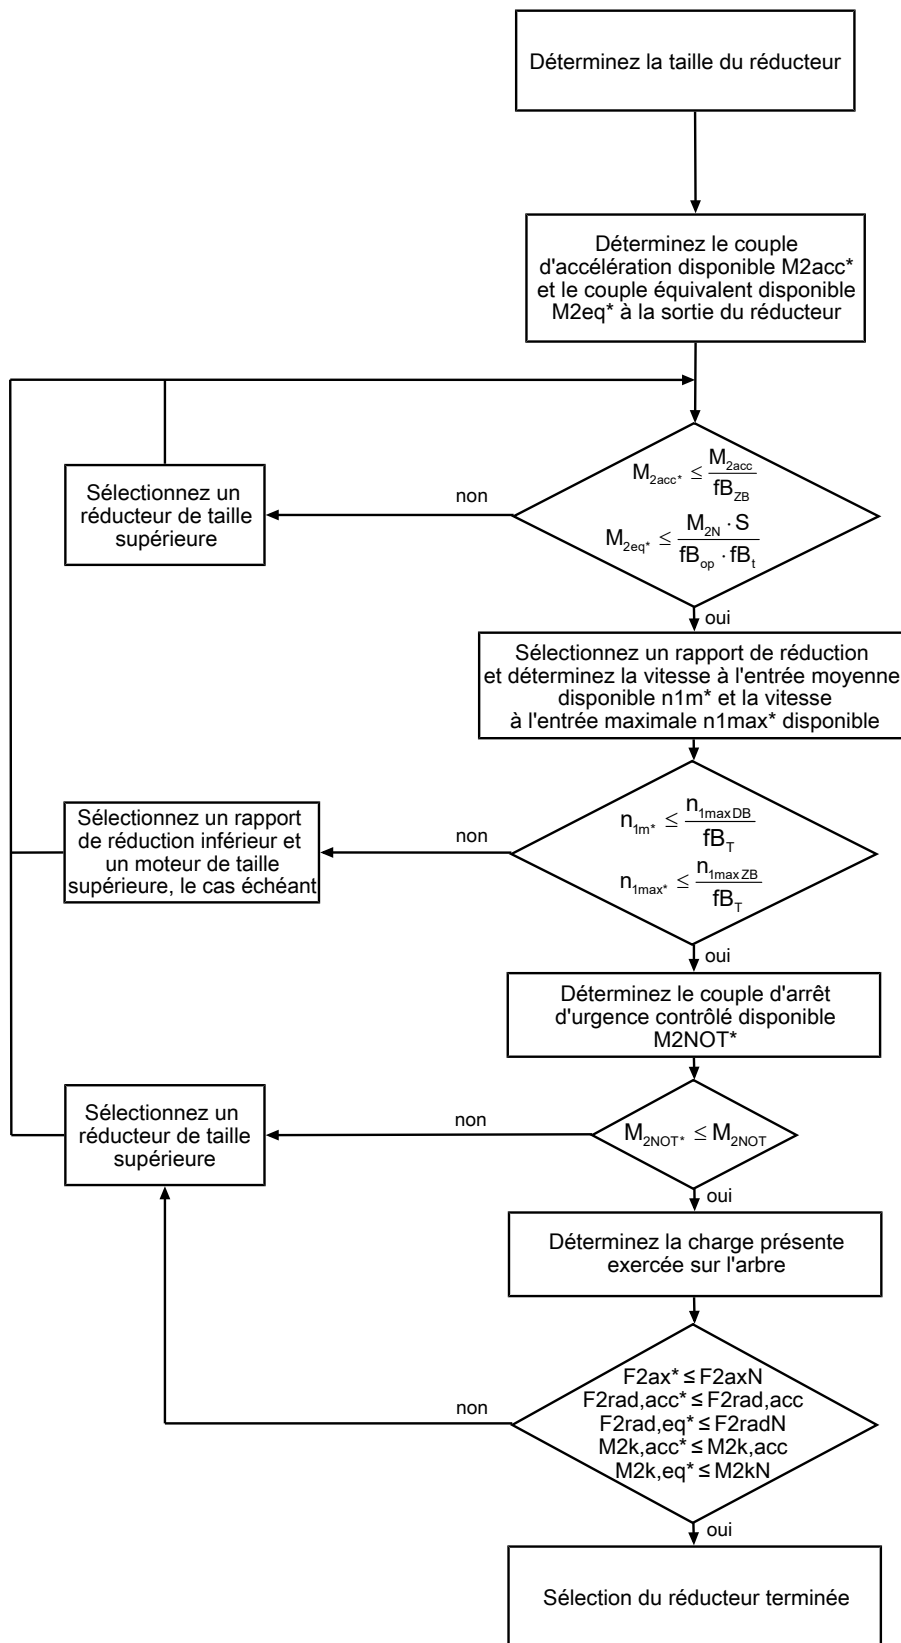 Déterminez la taille du réducteur
Déterminez le couple
d'accélération disponible M2acc*
et le couple équivalent disponible
M2eq* à la sortie du réducteur
M2acc* ≤ M2acc / fBZB
M2eq* ≤ M2N · S / fBop · fBt
non
Sélectionnez un
réducteur de taille
supérieure
oui
Sélectionnez un rapport de réduction
et déterminez la vitesse à l'entrée moyenne
disponible n1m* et la vitesse
à l'entrée maximale n1max* disponible
n1m* ≤ n1maxDB / fBT
n1max* ≤ n1maxZB / fBT
non
Sélectionnez un rapport
de réduction inférieur et
un moteur de taille
supérieure, le cas échéant
oui
Déterminez le couple d'arrêt
d'urgence contrôlé disponible
M2NOT*
M2NOT* ≤ M2NOT
non
Sélectionnez un
réducteur de taille
supérieure
oui
Déterminez la charge présente
exercée sur l'arbre
F2ax* ≤ F2axN
F2rad,acc* ≤ F2rad,acc
F2rad,eq* ≤ F2radN
M2k,acc* ≤ M2k,acc
M2k,eq* ≤ M2kN
non
oui
Sélection du réducteur terminée